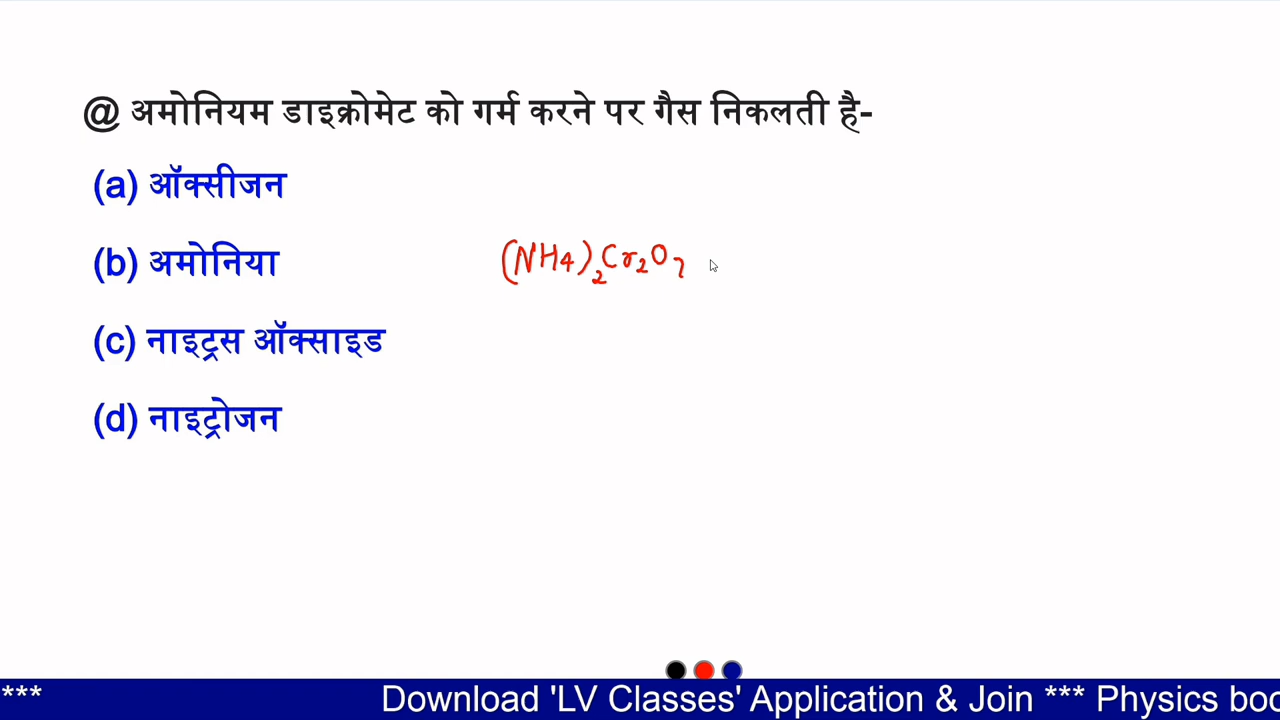 @ अमोनियम डाइक्रोमेट को गर्म करने पर गैस निकलती है-
(a) ऑक्सीजन
(b) अमोनिया
(NH4)2Cr2O7
(c) नाइट्रस ऑक्साइड
(d) नाइट्रोजन
*** Download 'LV Classes' Application & Join *** Physics boo